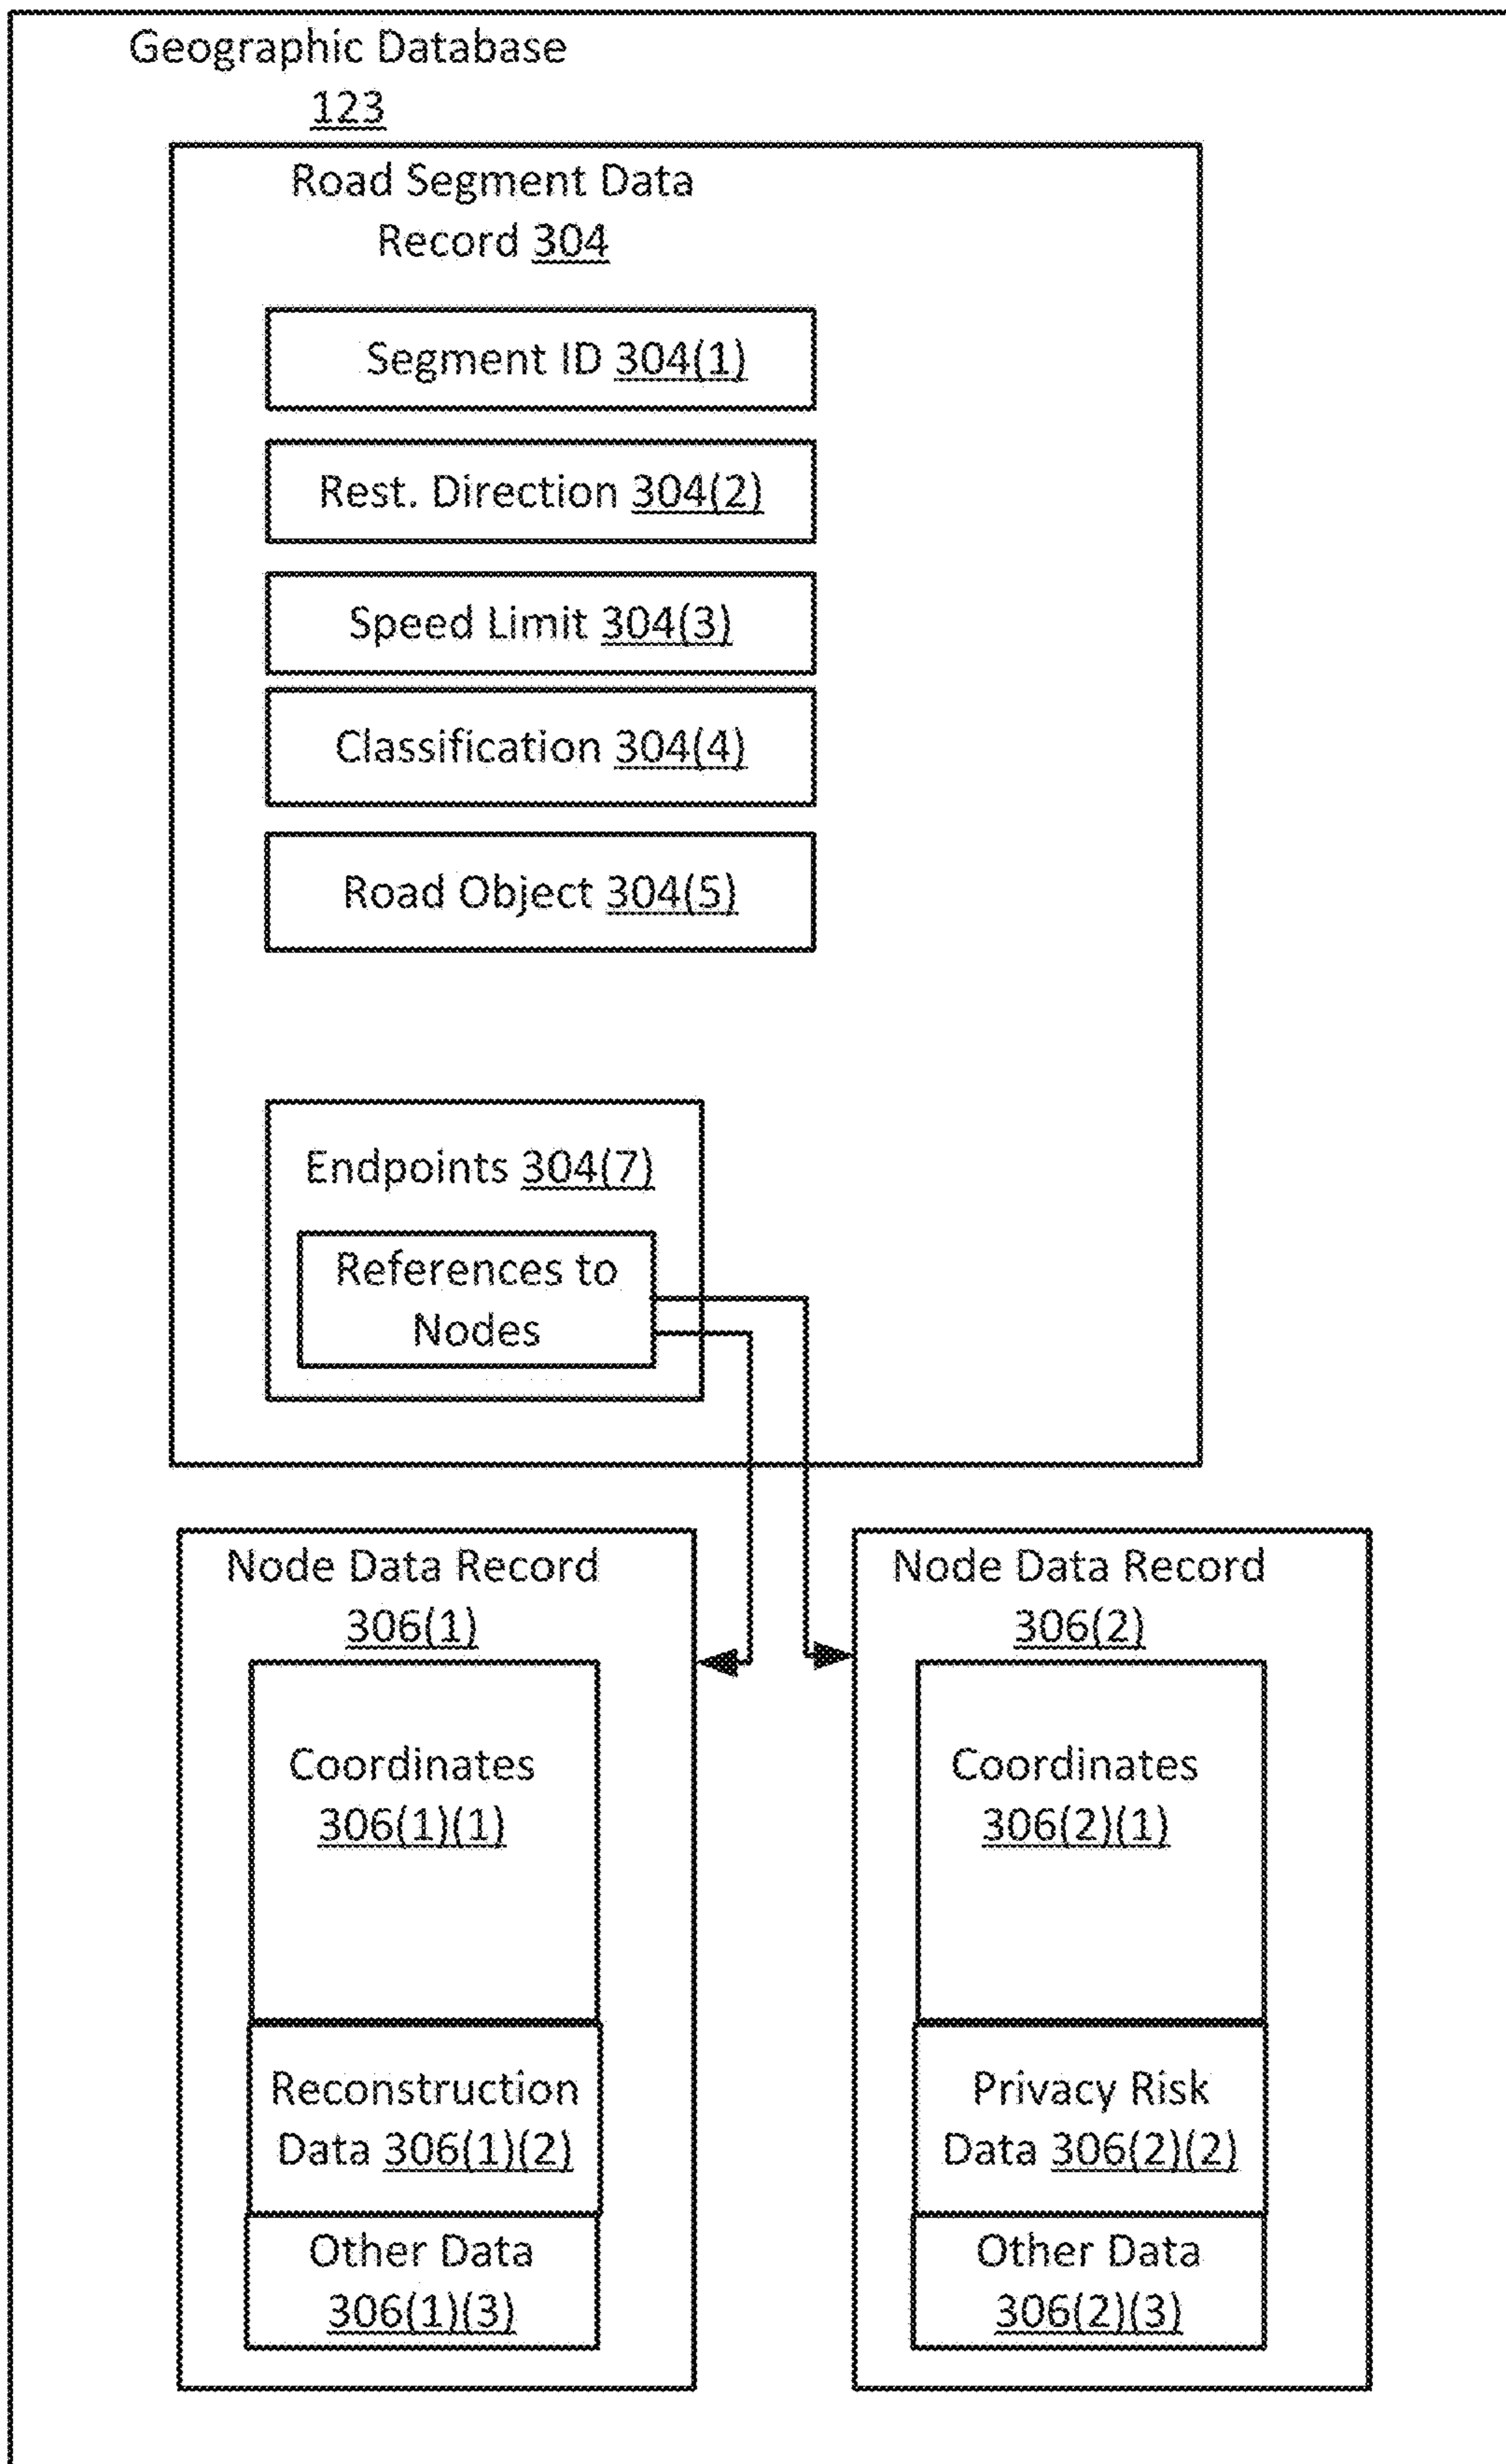 Geographic Database
123
Road Segment Data
Record 304
Segment ID 304(1)
Rest. Direction 304(2)
Speed Limit 304(3)
Classification 304(4)
Road Object 304(5)
Endpoints 304(7)
References to
Nodes
Node Data Record
306(1)
Coordinates
306(1)(1)
Reconstruction
Data 306(1)(2)
Other Data
306(1)(3)
Node Data Record
306(2)
Coordinates
306(2)(1)
Privacy Risk
Data 306(2)(2)
Other Data
306(2)(3)